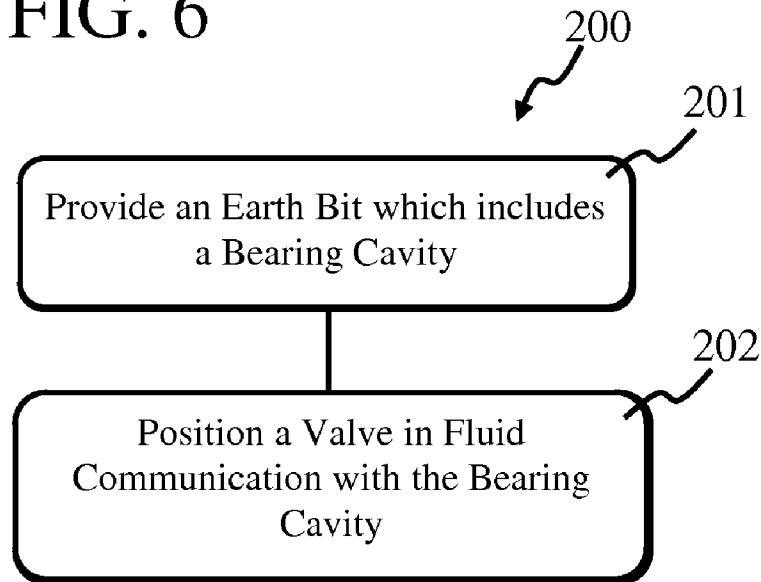 FIG. 6
200
201
Provide an Earth Bit which includes
a Bearing Cavity
202
Position a Valve in Fluid
Communication with the Bearing
Cavity